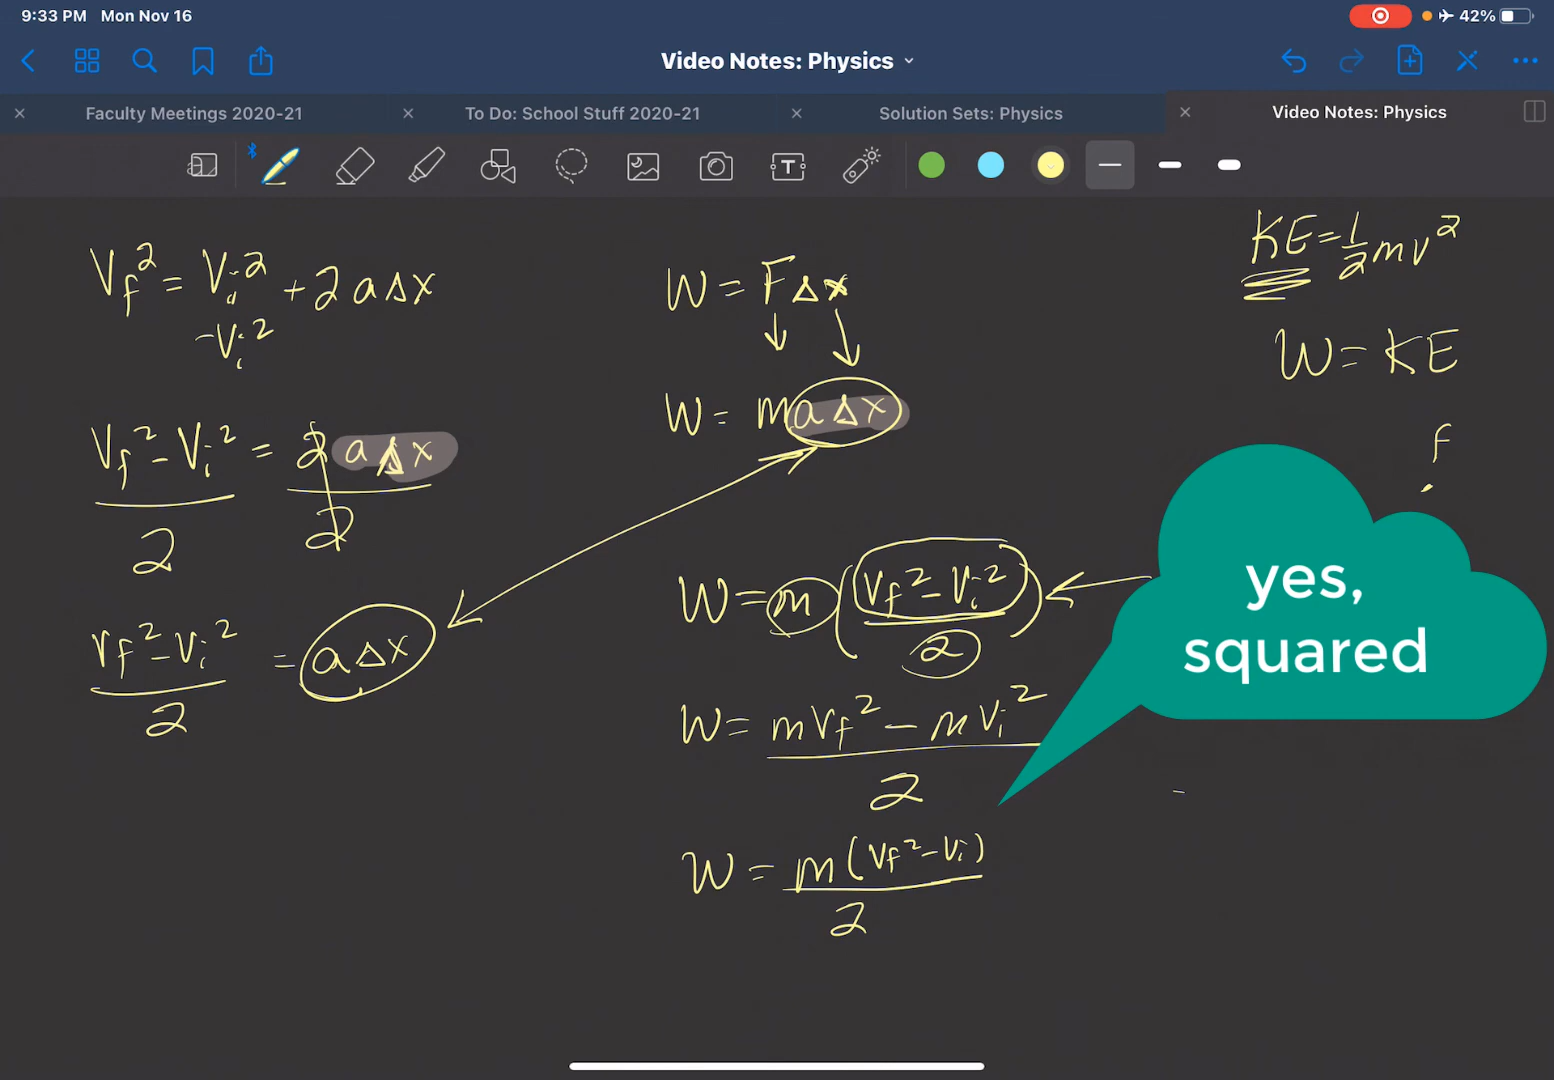 9:33 PM Mon Nov 16
42%
Video Notes: Physics
Faculty Meetings 2020-21
To Do: School Stuff 2020-21
Solution Sets: Physics
Video Notes: Physics
T
Vf² = Vi² + 2aΔx
-Vi²
Vf² - Vi² = 2aΔx
2 2
Vf² - Vi² = aΔx
2
W = FΔx
W = maΔx
W = m(Vf² - Vi²)
2
W = mVf² - mVi²
2
W = m(Vf² - Vi)
2
KE = 1/2 mv²
W = KE
f
yes,
squared